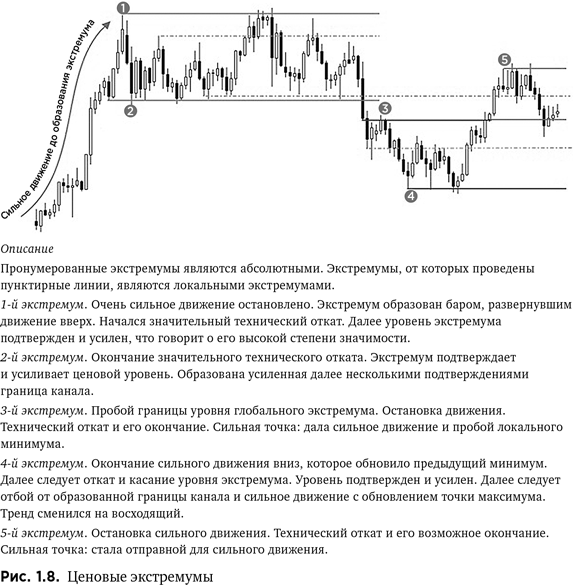 Сильное движение до образования экстремума
1
2
3
4
5
Описание
Пронумерованные экстремумы являются абсолютными. Экстремумы, от которых проведены
пунктирные линии, являются локальными экстремумами.
1-й экстремум. Очень сильное движение остановлено. Экстремум образован баром, развернувшим
движение вверх. Начался значительный технический откат. Далее уровень экстремума
подтвержден и усилен, что говорит о его высокой степени значимости.
2-й экстремум. Окончание значительного технического отката. Экстремум подтверждает
и усиливает ценовой уровень. Образована усиленная далее несколькими подтверждениями
граница канала.
3-й экстремум. Пробой границы уровня глобального экстремума. Остановка движения.
Технический откат и его окончание. Сильная точка: дала сильное движение и пробой локального
минимума.
4-й экстремум. Окончание сильного движения вниз, которое обновило предыдущий минимум.
Далее следует откат и касание уровня экстремума. Уровень подтвержден и усилен. Далее следует
отбой от образованной границы канала и сильное движение с обновлением точки максимума.
Тренд сменился на восходящий.
5-й экстремум. Остановка сильного движения. Технический откат и его возможное окончание.
Сильная точка: стала отправной для сильного движения.
Рис. 1.8. Ценовые экстремумы